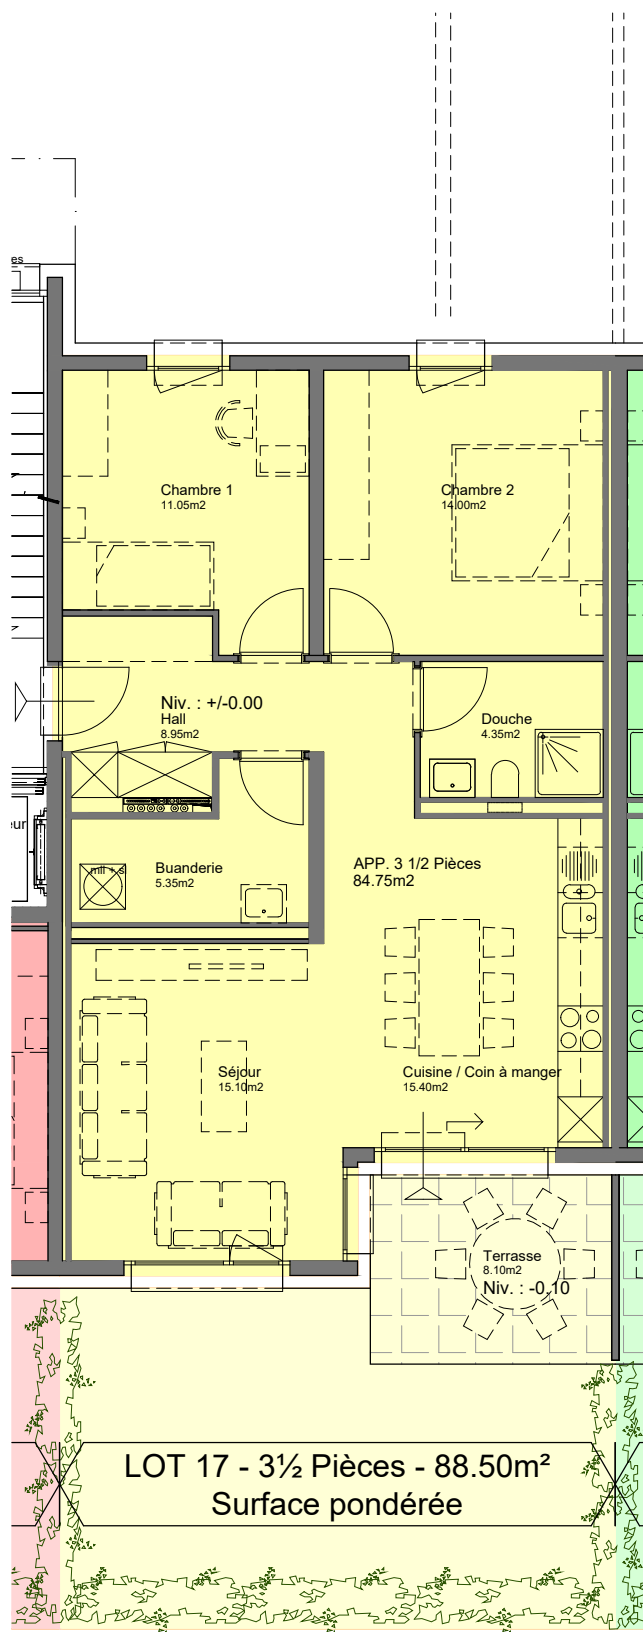 es
Chambre 1
11.05m2
Chambre 2
14.00m2
Niv. : +/-0.00
Hall
8.95m2
Douche
4.35m2
eur
Buanderie
5.35m2
APP. 3 1/2 Pièces
84.75m2
Séjour
15.10m2
Cuisine / Coin à manger
15.40m2
Terrasse
8.10m2
Niv. : -0.10
LOT 17 - 3½ Pièces - 88.50m²
Surface pondérée